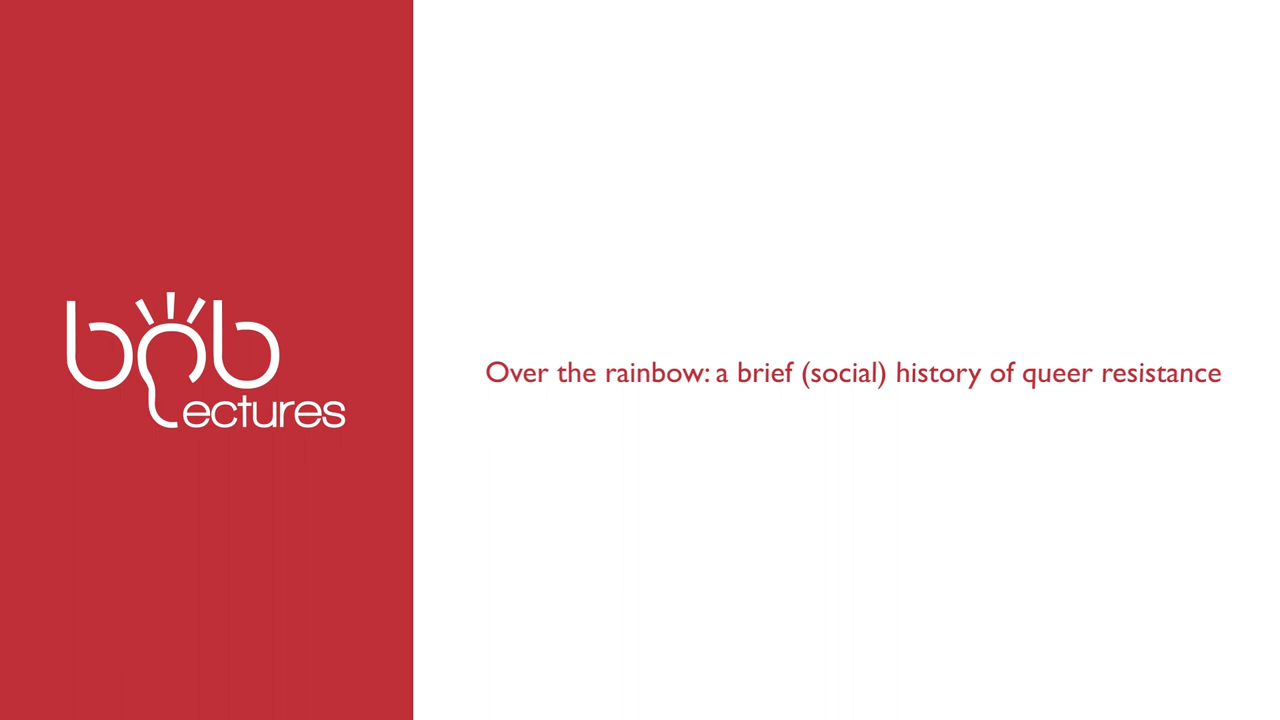 bob
Lectures
Over the rainbow: a brief (social) history of queer resistance